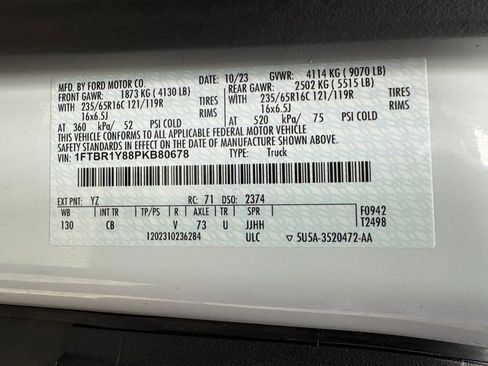 MFD. BY FORD MOTOR CO. DATE: 10/23 GVWR: 4114 KG ( 9070 LB)
FRONT GAWR: 1873 KG ( 4130 LB) REAR GAWR: 2502 KG ( 5515 LB)
WITH 235/65R16C 121/119R TIRES WITH 235/65R16C 121/119R TIRES
16x6.5J RIMS 16x6.5J RIMS
AT 360 kPa/ 52 PSI COLD AT 520 kPa/ 75 PSI COLD
THIS VEHICLE CONFORMS TO ALL APPLICABLE FEDERAL MOTOR VEHICLE
SAFETY STANDARDS IN EFFECT ON THE DATE OF MANUFACTURE SHOWN ABOVE.
VIN: 1FTBR1Y88PKB80678 TYPE: Truck
EXT PNT: YZ RC: 71 DSO: 2374
WB INT TR TP/PS R AXLE TR SPR F0942
130 CB V 73 U JJHH T2498
1202310236284 ULC 5U5A-3520472-AA